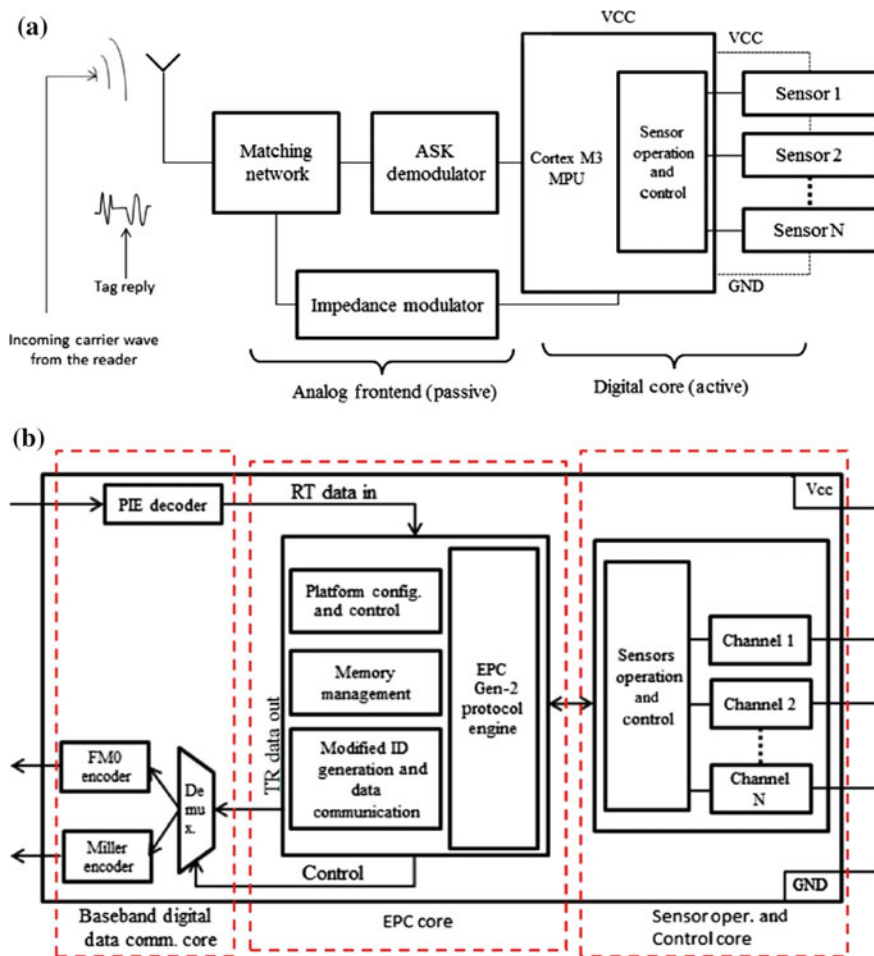 (a)
VCC
VCC
Matching
network
ASK
demodulator
Cortex M3
MPU
Sensor
operation
and
control
Sensor 1
Sensor 2
Sensor N
GND
Tag reply
Impedance modulator
Incoming carrier wave
from the reader
Analog frontend (passive)
Digital core (active)
(b)
PIE decoder
RT data in
Vcc
Platform config.
and control
Memory
management
Modified ID
generation and
data
communication
EPC
Gen-2
protocol
engine
Sensors
operation
and
control
Channel 1
Channel 2
Channel
N
TR data out
FM0
encoder
Miller
encoder
De
mu
x.
Control
GND
Baseband digital
data comm. core
EPC core
Sensor oper. and
Control core